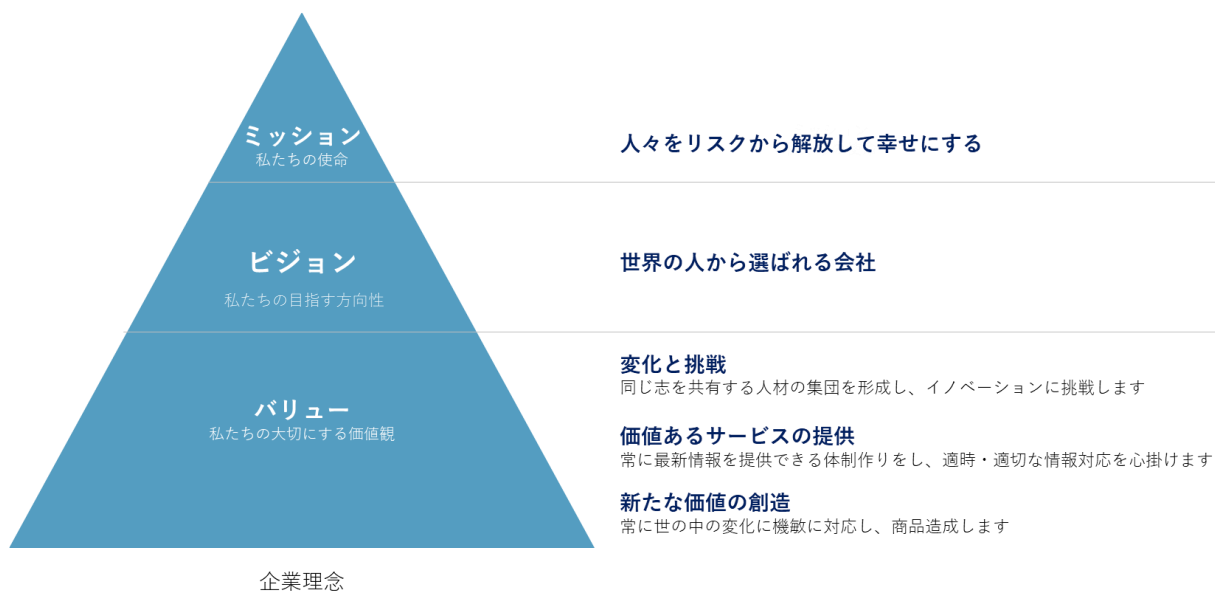 ミッション
私たちの使命
人々をリスクから解放して幸せにする
ビジョン
私たちの目指す方向性
世界の人から選ばれる会社
バリュー
私たちの大切にする価値観
変化と挑戦
同じ志を共有する人材の集団を形成し、イノベーションに挑戦します
価値あるサービスの提供
常に最新情報を提供できる体制作りをし、適時・適切な情報対応を心掛けます
新たな価値の創造
常に世の中の変化に機敏に対応し、商品造成します
企業理念